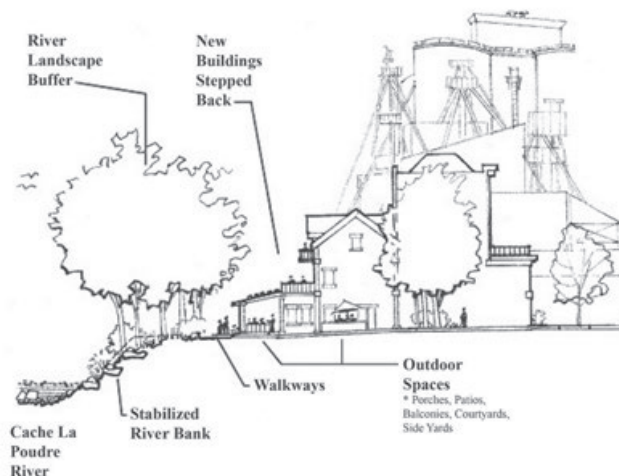 River
Landscape
Buffer
New
Buildings
Stepped
Back
Walkways
Outdoor
Spaces
* Porches, Patios,
Balconies, Courtyards,
Side Yards
Stabilized
River Bank
Cache La
Poudre
River